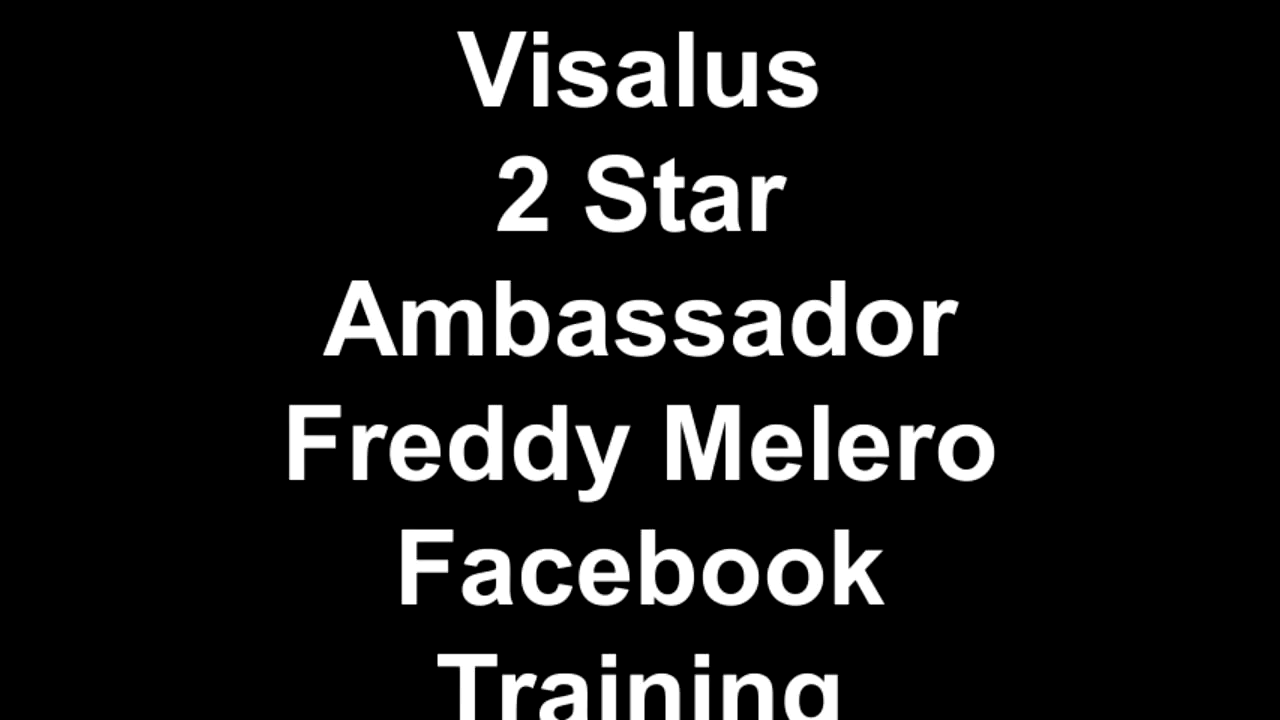 Visalus
2 Star
Ambassador
Freddy Melero
Facebook
Training